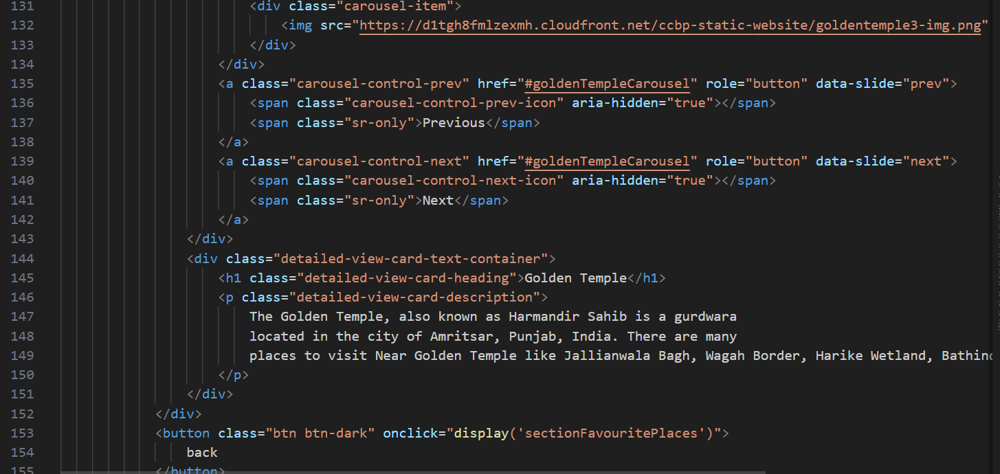 131 <div class="carousel-item">
132 <img src="https://d1tgh8fmlzexmh.cloudfront.net/ccbp-static-website/goldentemple3-img.png"
133 </div>
134 </div>
135 <a class="carousel-control-prev" href="#goldenTempleCarousel" role="button" data-slide="prev">
136 <span class="carousel-control-prev-icon" aria-hidden="true"></span>
137 <span class="sr-only">Previous</span>
138 </a>
139 <a class="carousel-control-next" href="#goldenTempleCarousel" role="button" data-slide="next">
140 <span class="carousel-control-next-icon" aria-hidden="true"></span>
141 <span class="sr-only">Next</span>
142 </a>
143 </div>
144 <div class="detailed-view-card-text-container">
145 <h1 class="detailed-view-card-heading">Golden Temple</h1>
146 <p class="detailed-view-card-description">
147 The Golden Temple, also known as Harmandir Sahib is a gurdwara
148 located in the city of Amritsar, Punjab, India. There are many
149 places to visit Near Golden Temple like Jallianwala Bagh, Wagah Border, Harike Wetland,
150 </p>
151 </div>
152 </div>
153 <button class="btn btn-dark" onclick="display('sectionFavouritePlaces')">
154 back
155 </button>